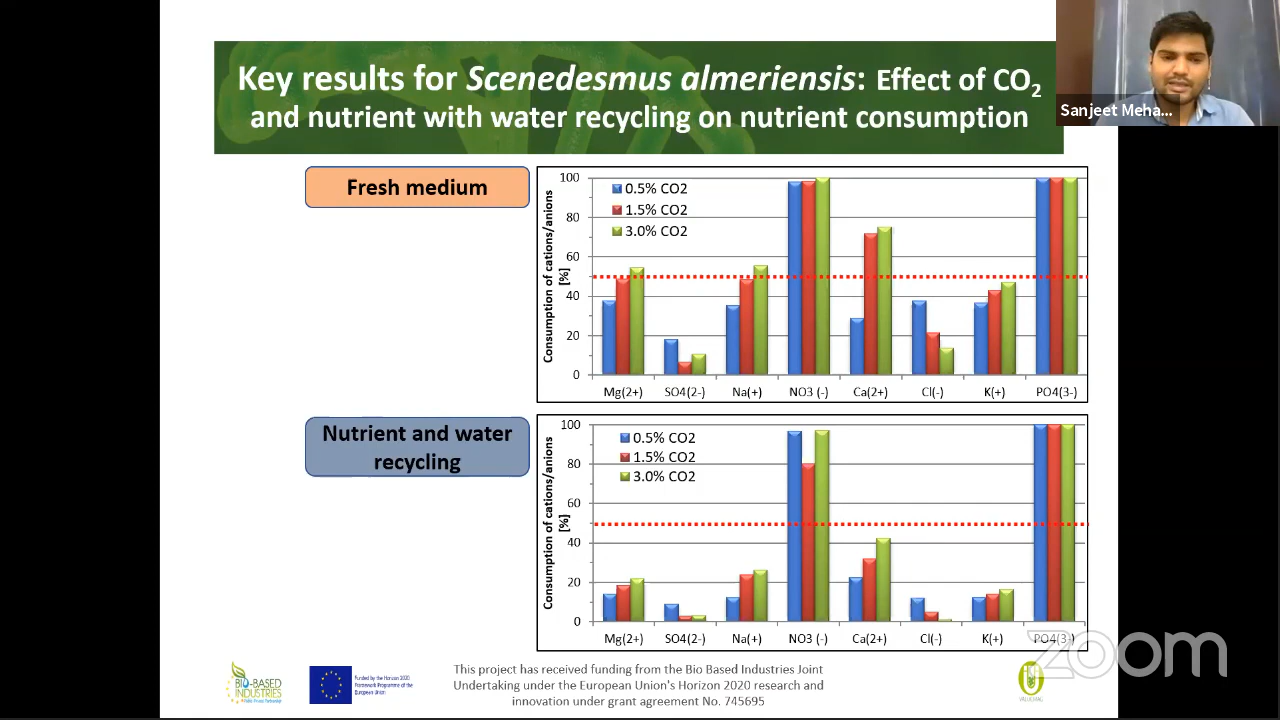 Key results for Scenedesmus almeriensis: Effect of CO2
and nutrient with water recycling on nutrient consumption
Sanjeet Meha...
Fresh medium
Consumption of cations/anions
[%]
100
80
60
40
20
0
0.5% CO2
1.5% CO2
3.0% CO2
Mg(2+) SO4(2-) Na(+) NO3 (-) Ca(2+) Cl(-) K(+) PO4(3-)
Nutrient and water
recycling
Consumption of cations/anions
[%]
100
80
60
40
20
0
0.5% CO2
1.5% CO2
3.0% CO2
Mg(2+) SO4(2-) Na(+) NO3 (-) Ca(2+) Cl(-) K(+) PO4(3-)
zoom
BIO-BASED
INDUSTRIES
Public-Private Partnership
Funded by the Horizon 2020
Framework Programme of the
European Union
This project has received funding from the Bio Based Industries Joint
Undertaking under the European Union's Horizon 2020 research and
innovation under grant agreement No. 745695
VALUEMAG